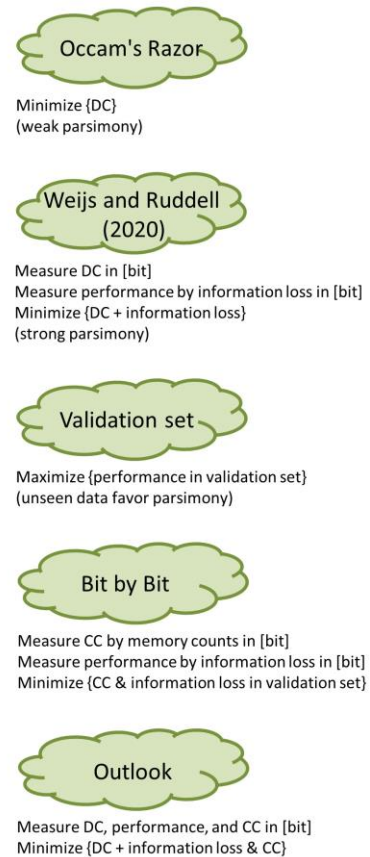 Occam's Razor
Minimize {DC}
(weak parsimony)
Weijs and Ruddell
(2020)
Measure DC in [bit]
Measure performance by information loss in [bit]
Minimize {DC + information loss}
(strong parsimony)
Validation set
Maximize {performance in validation set}
(unseen data favor parsimony)
Bit by Bit
Measure CC by memory counts in [bit]
Measure performance by information loss in [bit]
Minimize {CC & information loss in validation set}
Outlook
Measure DC, performance, and CC in [bit]
Minimize {DC + information loss & CC}